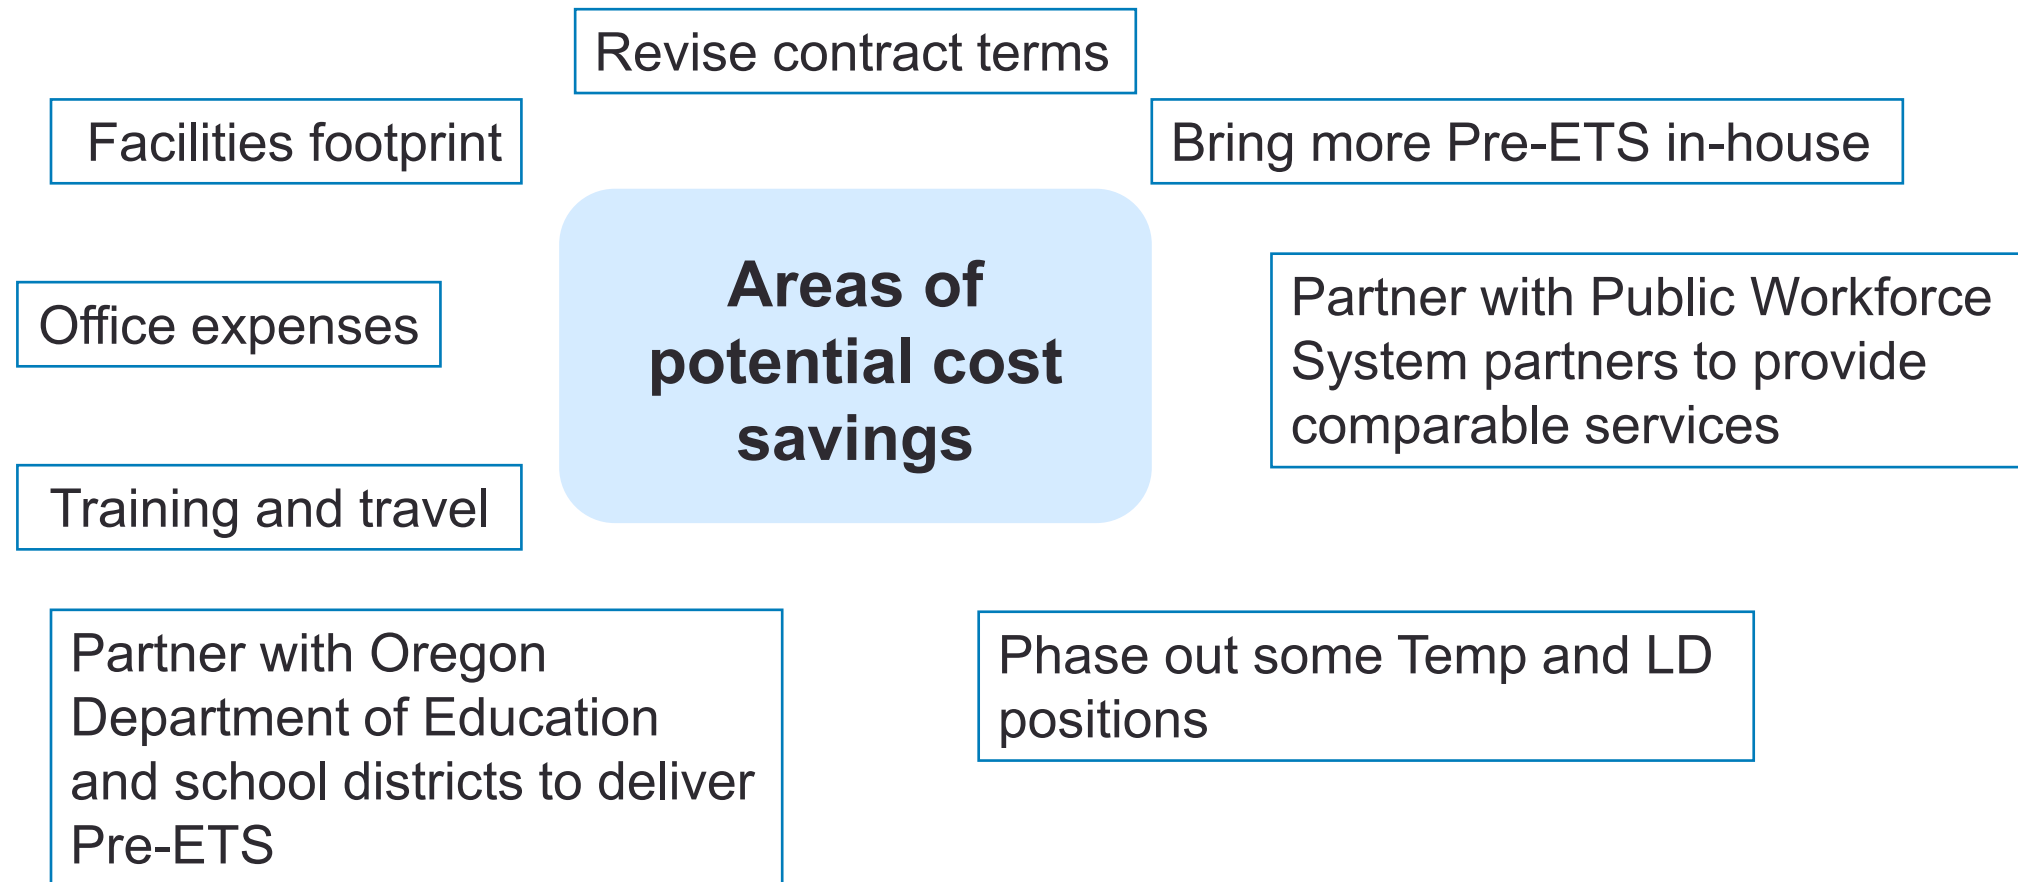 Revise contract terms
Facilities footprint
Bring more Pre-ETS in-house
Areas of
potential cost
savings
Office expenses
Partner with Public Workforce
System partners to provide
comparable services
Training and travel
Partner with Oregon
Department of Education
and school districts to deliver
Pre-ETS
Phase out some Temp and LD
positions